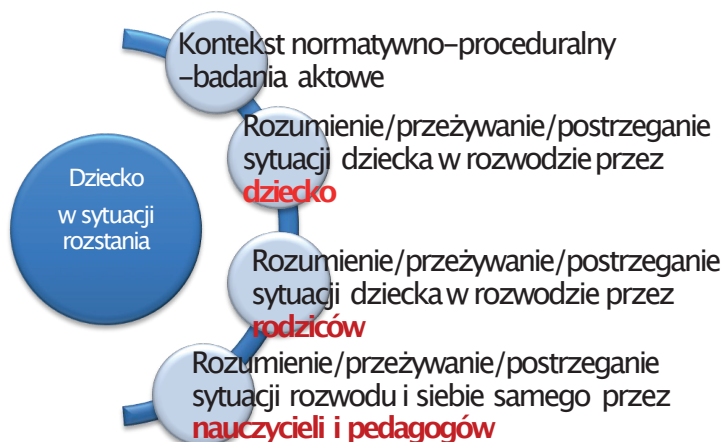 Dziecko
w sytuacji
rozstania
Kontekst normatywno–proceduralny
–badania aktowe
Rozumienie/przeżywanie/postrzeganie
sytuacji dziecka w rozwodzie przez
dziecko
Rozumienie/przeżywanie/postrzeganie
sytuacji dziecka w rozwodzie przez
rodziców
Rozumienie/przeżywanie/postrzeganie
sytuacji rozwodu i siebie samego przez
nauczycieli i pedagogów